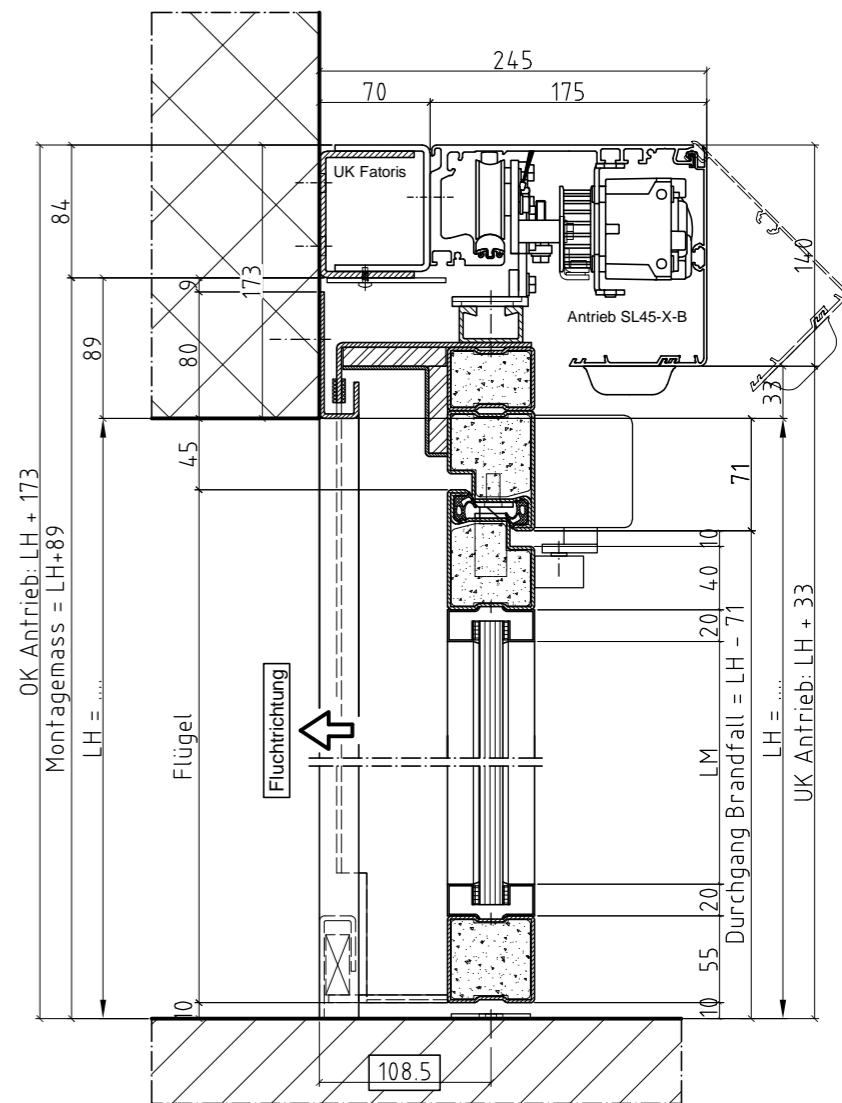 245
70
175
UK Fatoris
Antrieb SL45-X-B
84
173
9
89
80
45
140
33
71
10
40
20
LM
20
55
10
10
108.5
OK Antrieb: LH + 173
Montagemass = LH+89
LH = ....
Flügel
Fluchtrichtung
Durchgang Brandfall = LH - 71
LH = ....
UK Antrieb: LH + 33